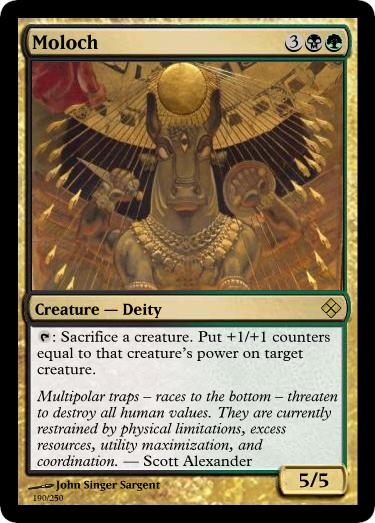 Moloch 3
Creature — Deity
: Sacrifice a creature. Put +1/+1 counters
equal to that creature's power on target
creature.
Multipolar traps – races to the bottom – threaten
to destroy all human values. They are currently
restrained by physical limitations, excess
resources, utility maximization, and
coordination. — Scott Alexander
5/5
John Singer Sargent
190/250